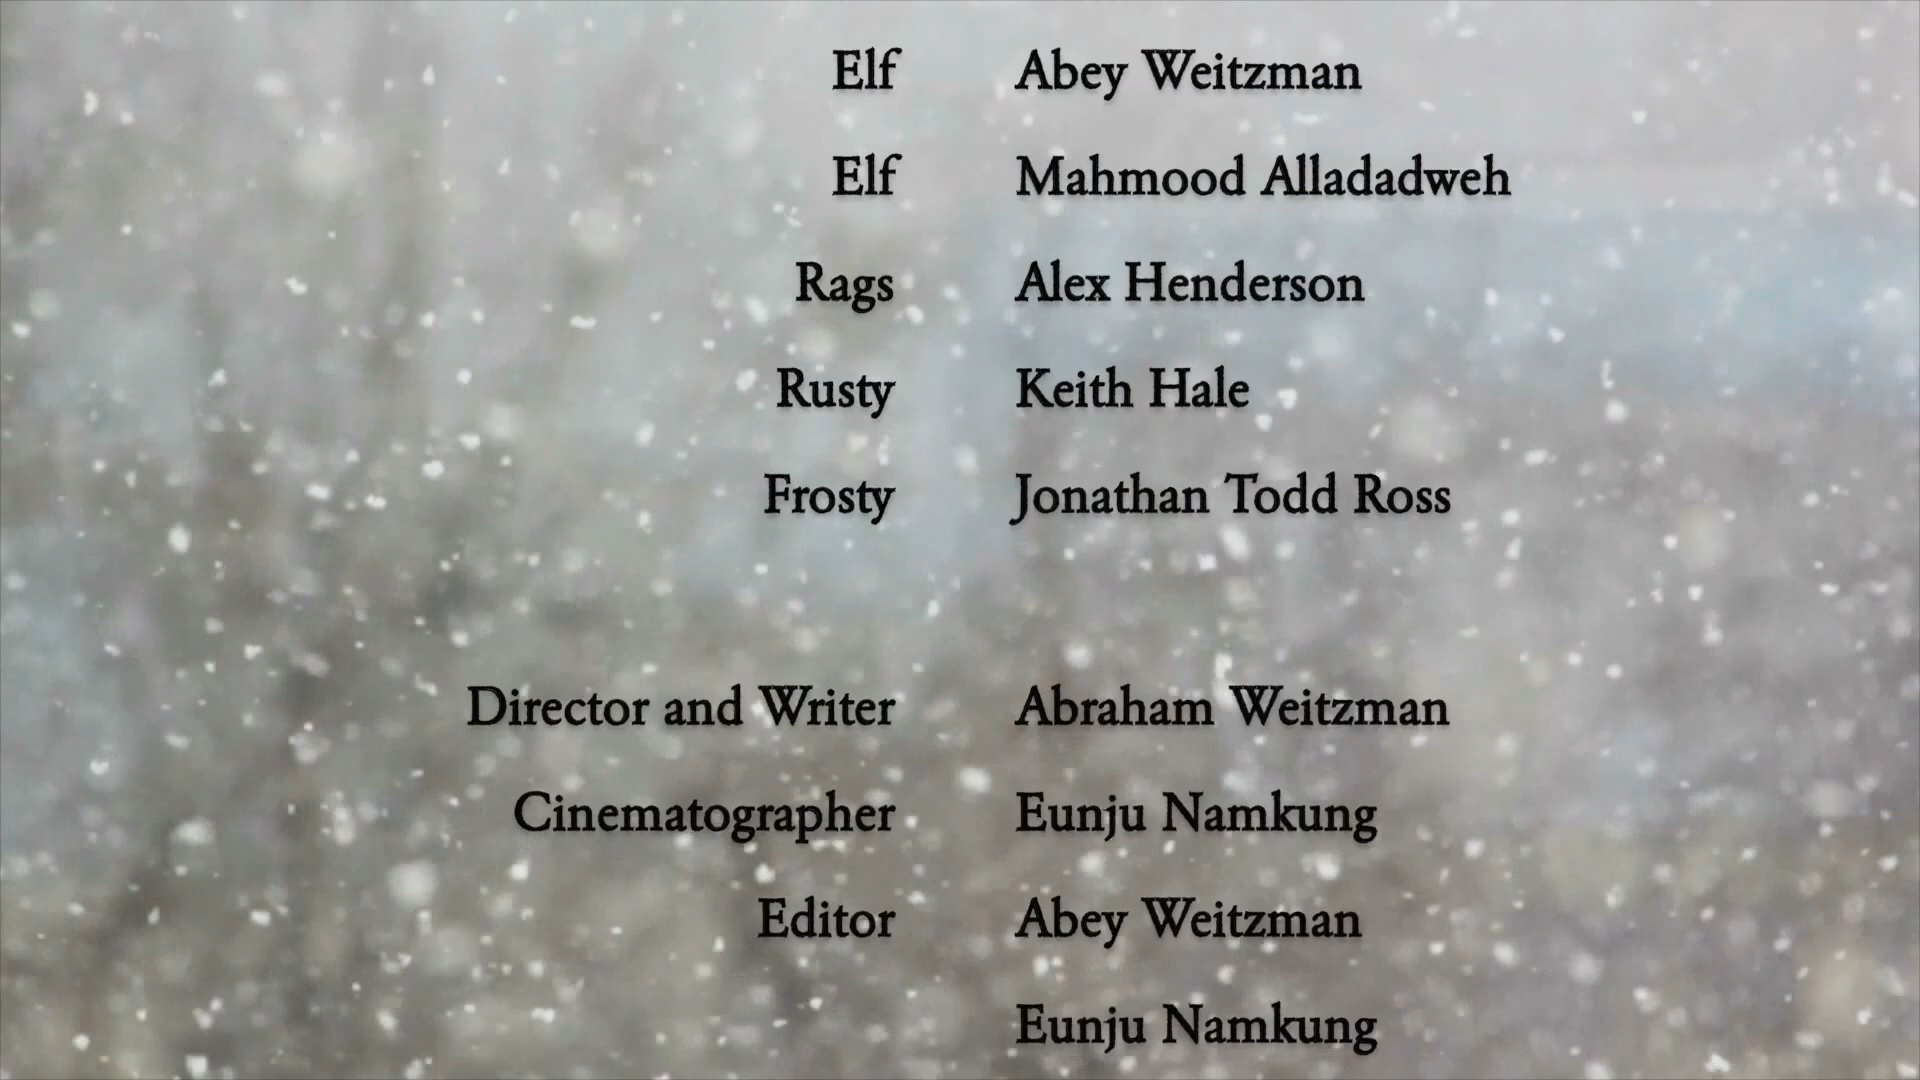 Elf Abey Weitzman
Elf Mahmood Alladadweh
Rags Alex Henderson
Rusty Keith Hale
Frosty Jonathan Todd Ross
Director and Writer Abraham Weitzman
Cinematographer Eunju Namkung
Editor Abey Weitzman
Eunju Namkung